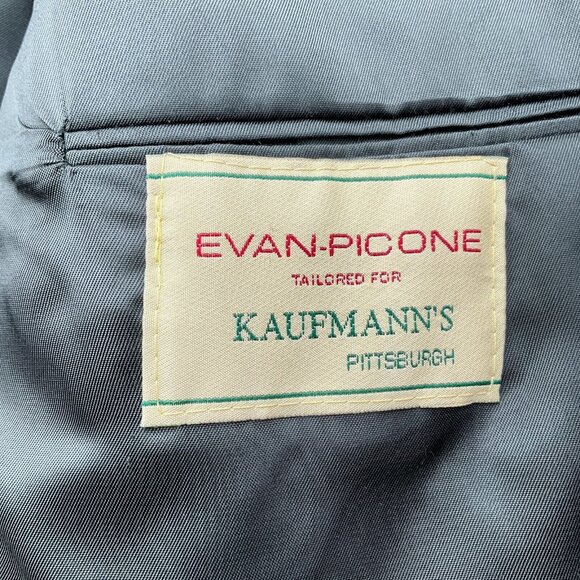 EVAN-PICONE
TAILORED FOR
KAUFMANN'S
PITTSBURGH